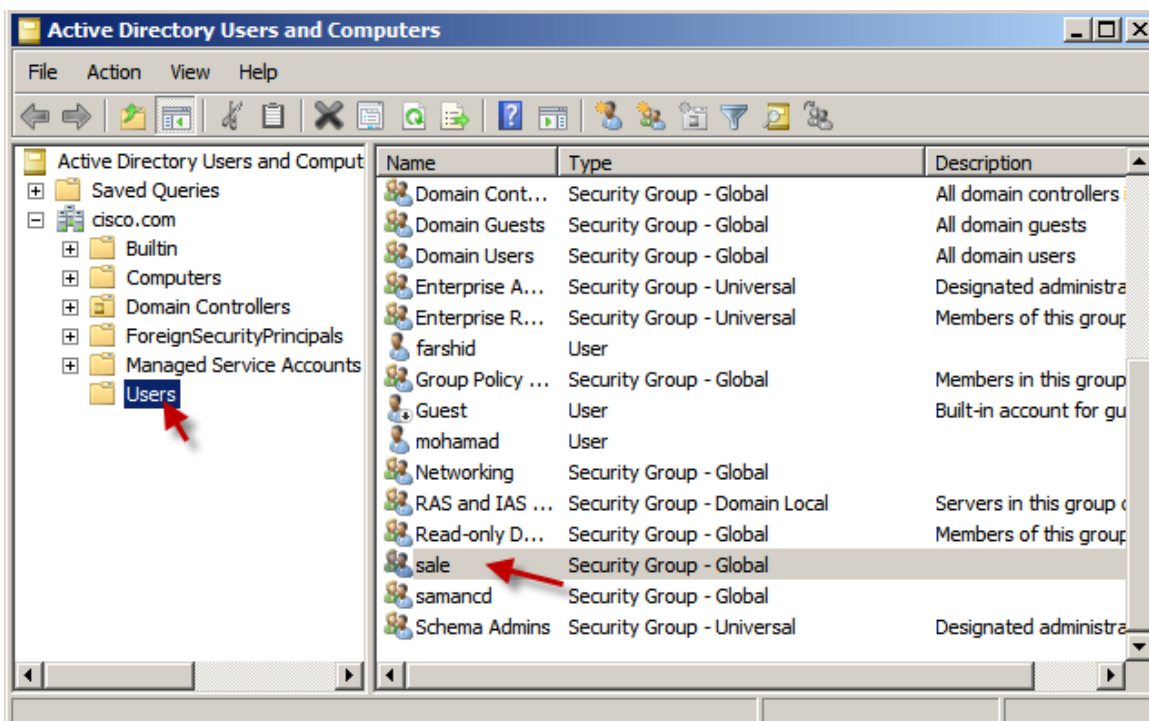 Active Directory Users and Computers
File Action View Help
Active Directory Users and Comput
Saved Queries
cisco.com
Builtin
Computers
Domain Controllers
ForeignSecurityPrincipals
Managed Service Accounts
Users
Name Type Description
Domain Cont... Security Group - Global All domain controllers
Domain Guests Security Group - Global All domain guests
Domain Users Security Group - Global All domain users
Enterprise A... Security Group - Universal Designated administra
Enterprise R... Security Group - Universal Members of this group
farshid User
Group Policy ... Security Group - Global Members in this group
Guest User Built-in account for gu
mohamad User
Networking Security Group - Global
RAS and IAS ... Security Group - Domain Local Servers in this group
Read-only D... Security Group - Global Members of this group
sale Security Group - Global
samancd Security Group - Global
Schema Admins Security Group - Universal Designated administra